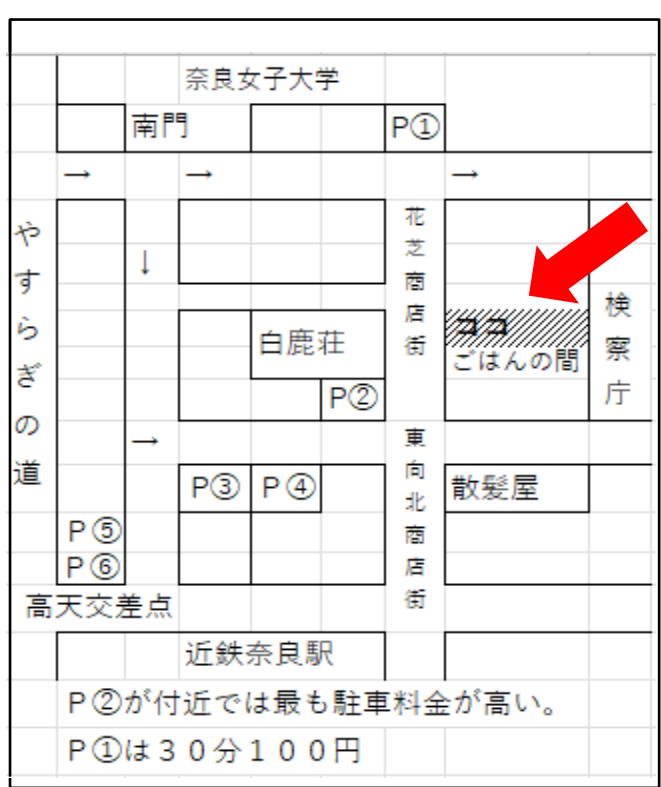 奈良女子大学
南門
P①
→ → →
やすらぎの道
↓
花芝商店街
ココ
ごはんの間
検察庁
白鹿荘
P②
→
東向北商店街
P③ P④
散髪屋
P⑤
P⑥
高天交差点
近鉄奈良駅
P②が付近では最も駐車料金が高い。
P①は30分100円